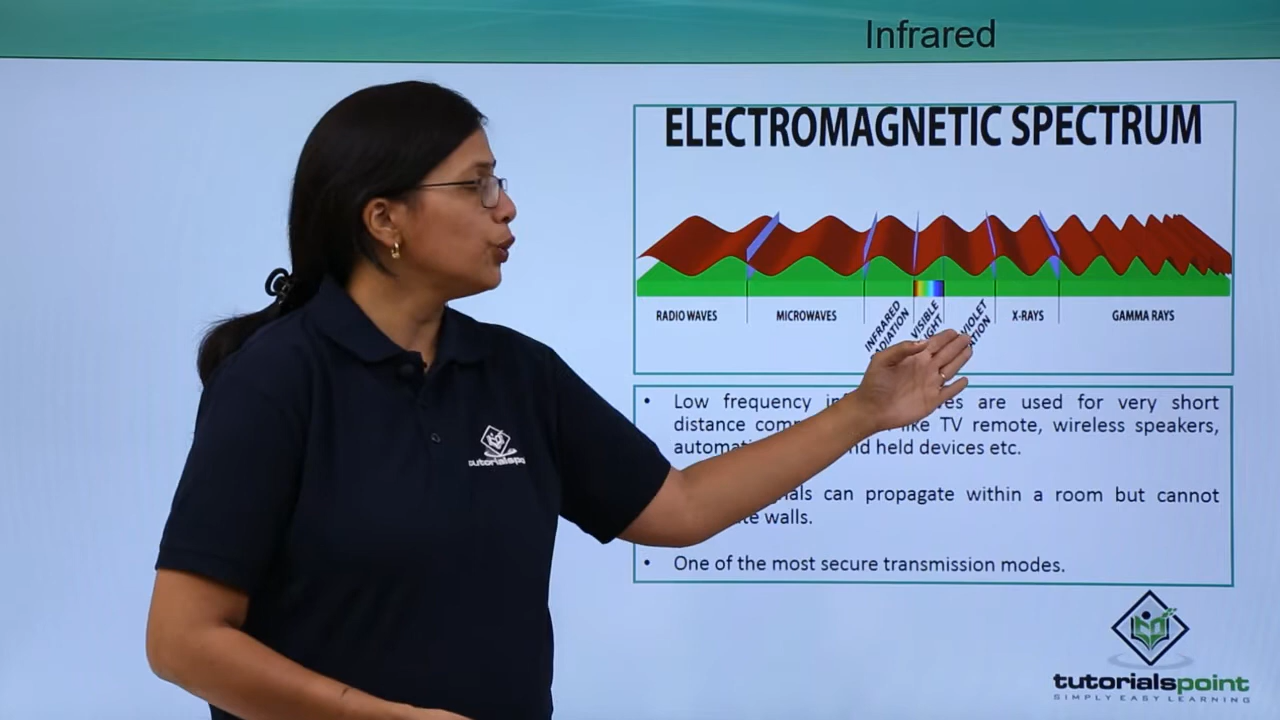 Infrared
ELECTROMAGNETIC SPECTRUM
RADIO WAVES
MICROWAVES
INFRARED
VISIBLE
X-RAYS
GAMMA RAYS
• Low frequency are used for very short
distance TV remote, wireless speakers,
held devices etc.
can propagate within a room but cannot
walls.
• One of the most secure transmission modes.
tutorialspoint
SIMPLY EASY LEARNING